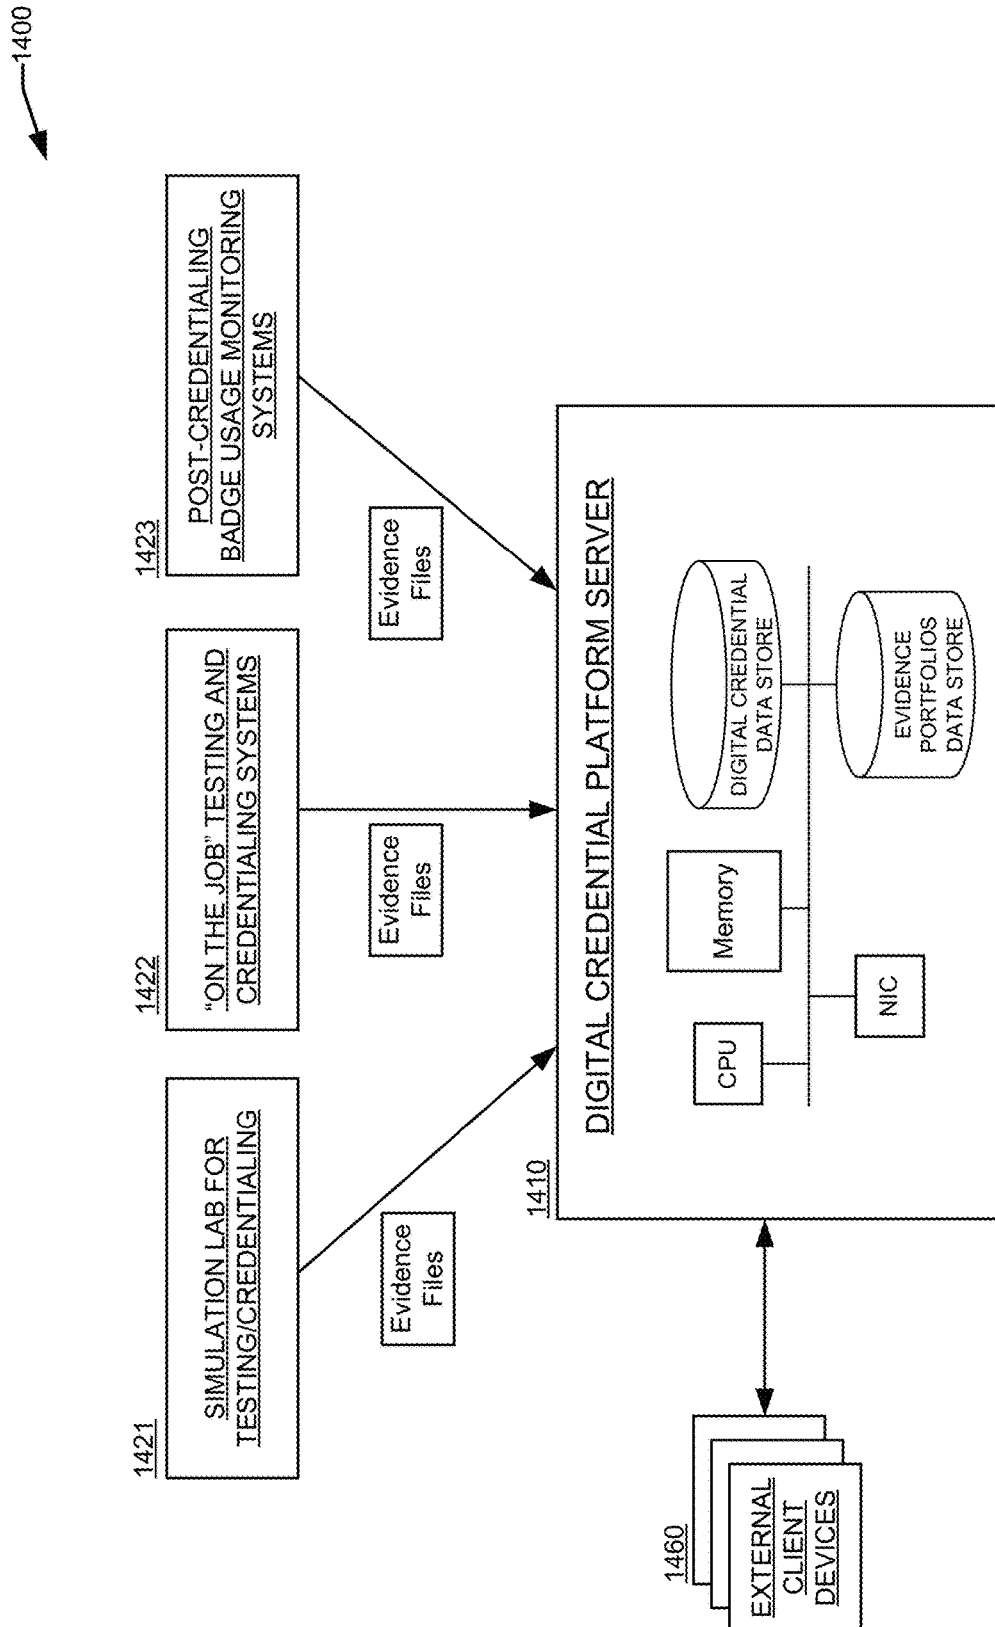 1400
1421
SIMULATION LAB FOR
TESTING/CREDENTIALING
1422
“ON THE JOB” TESTING AND
CREDENTIALING SYSTEMS
1423
POST-CREDENTIALING
BADGE USAGE MONITORING
SYSTEMS
Evidence
Files
Evidence
Files
Evidence
Files
1410
DIGITAL CREDENTIAL PLATFORM SERVER
CPU
Memory
DIGITAL CREDENTIAL
DATA STORE
NIC
EVIDENCE
PORTFOLIOS
DATA STORE
1460
EXTERNAL
CLIENT
DEVICES